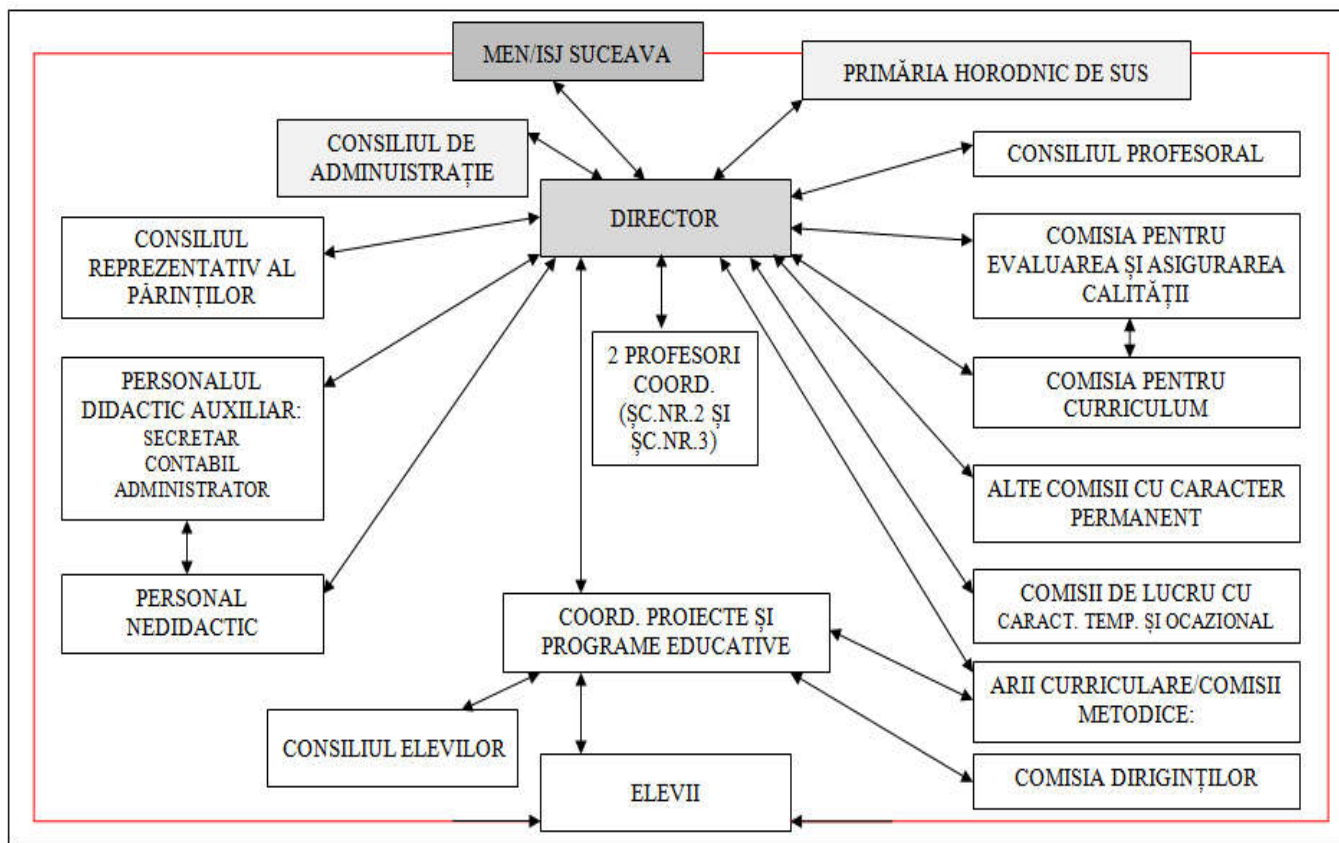 MEN/ISJ SUCEAVA
PRIMĂRIA HORODNIC DE SUS
CONSILIUL DE
ADMINUISTRAȚIE
CONSILIUL PROFESORAL
DIRECTOR
CONSILIUL
REPREZENTATIV AL
PĂRINȚILOR
COMISIA PENTRU
EVALUAREA ȘI ASIGURAREA
CALITĂȚII
2 PROFESORI
COORD.
(ȘC.NR.2 ȘI
ȘC.NR.3)
PERSONALUL
DIDACTIC AUXILIAR:
SECRETAR
CONTABIL
ADMINISTRATOR
COMISIA PENTRU
CURRICULUM
ALTE COMISII CU CARACTER
PERMANENT
PERSONAL
NEDIDACTIC
COORD. PROIECTE ȘI
PROGRAME EDUCATIVE
COMISII DE LUCRU CU
CARACT. TEMP. ȘI OCAZIONAL
ARII CURRICULARE/COMISII
METODICE:
CONSILIUL ELEVILOR
ELEVII
COMISIA DIRIGINȚILOR